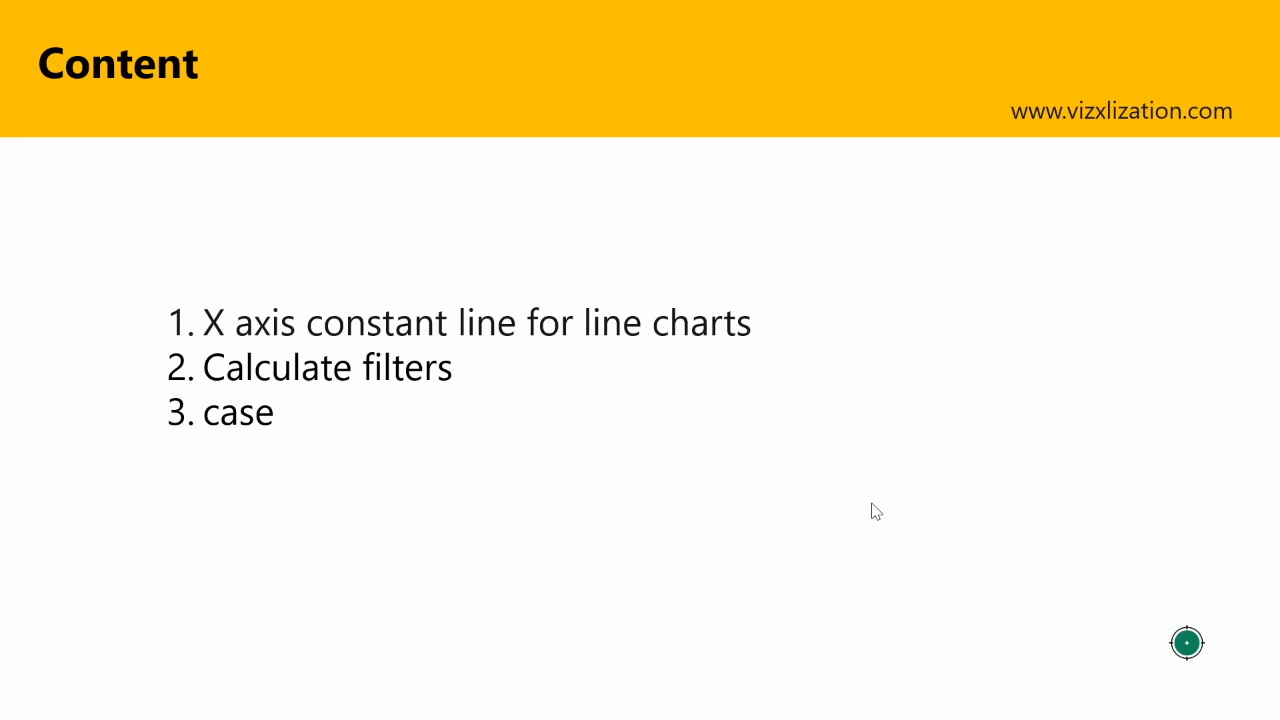 Content
www.vizxlization.com
1. X axis constant line for line charts
2. Calculate filters
3. case